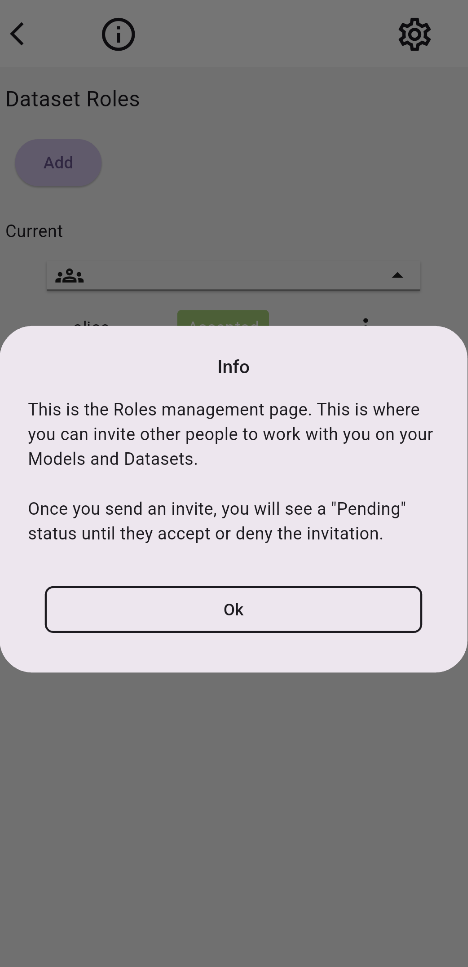 Dataset Roles
Add
Current
alice Accepted
Info
This is the Roles management page. This is where
you can invite other people to work with you on your
Models and Datasets.
Once you send an invite, you will see a "Pending"
status until they accept or deny the invitation.
Ok